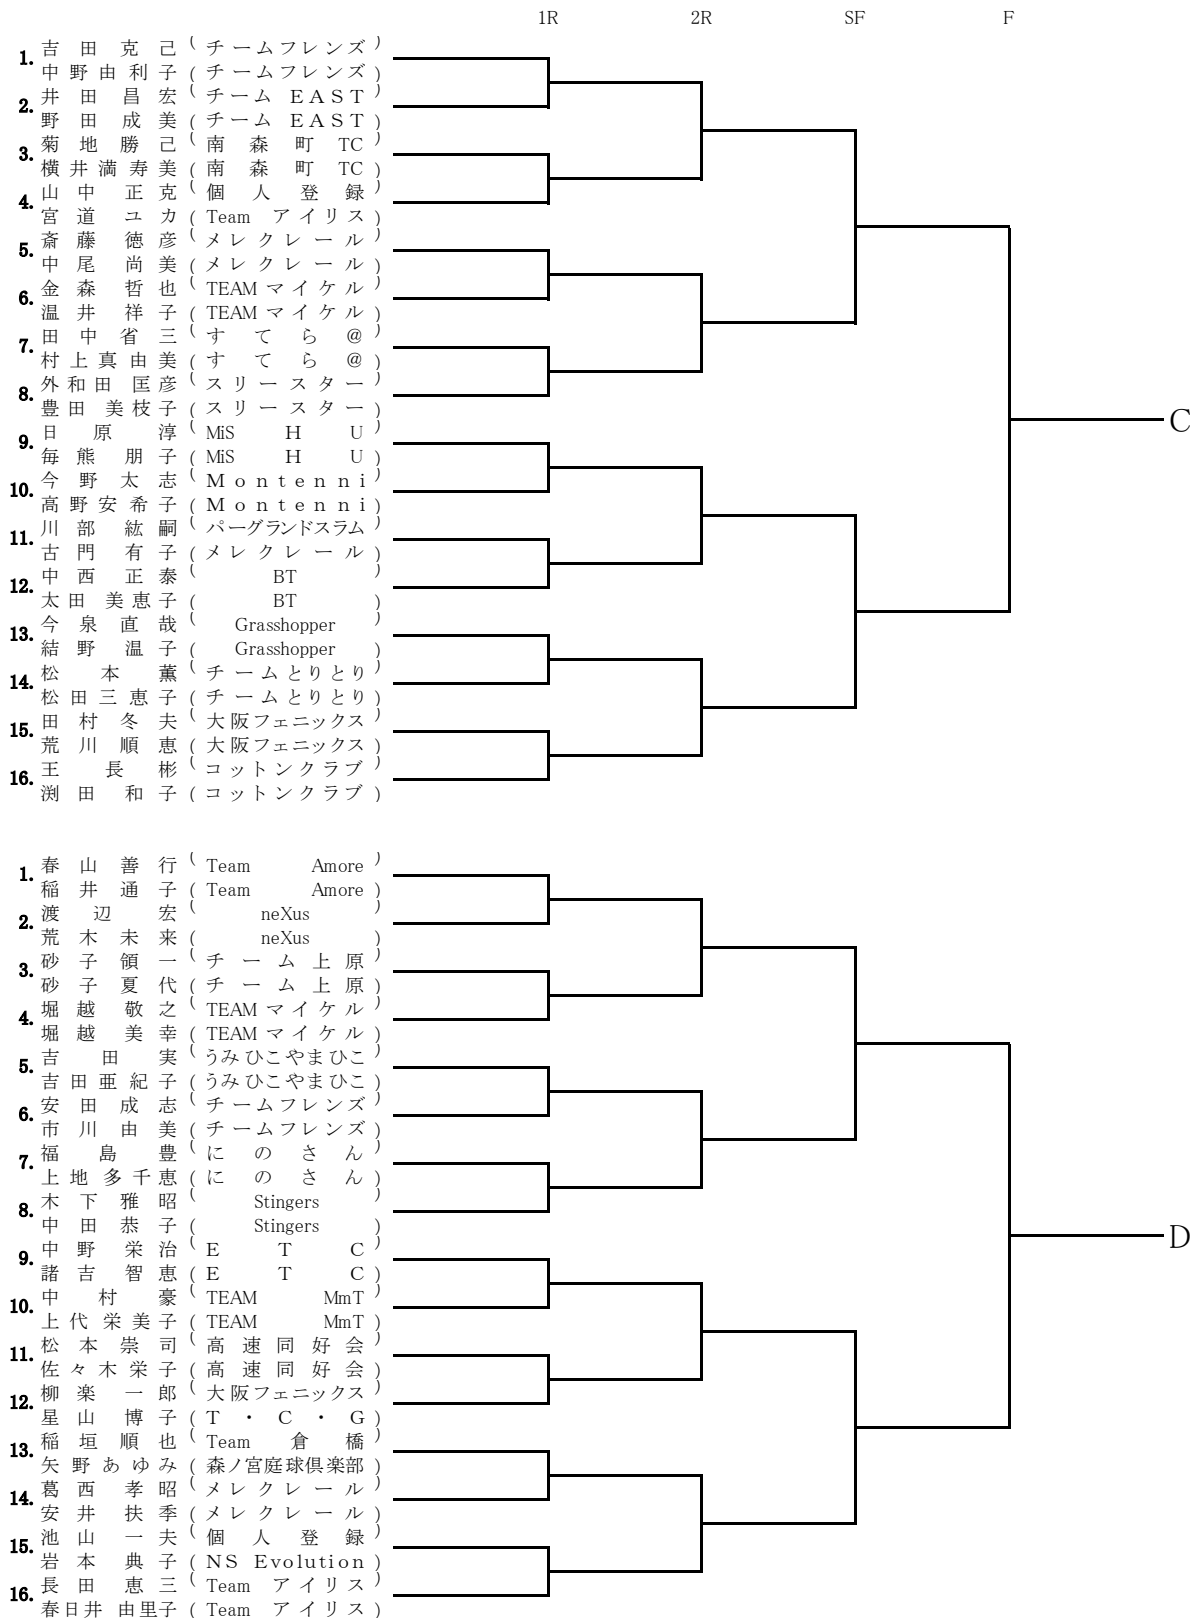 1R 2R SF F
1. 吉田克己 (チームフレンズ)
中野由利子 (チームフレンズ)
2. 井田昌宏 (チーム EAST)
野田成美 (チーム EAST)
3. 菊地勝己 (南森町 TC)
横井満寿美 (南森町 TC)
4. 山中正克 (個人登録)
宮道ユカ (Team アイリス)
5. 斎藤徳彦 (メレクレール)
中尾尚美 (メレクレール)
6. 金森哲也 (TEAM マイケル)
温井祥子 (TEAM マイケル)
7. 田中省三 (すてら@)
村上真由美 (すてら@)
8. 外和田匡彦 (スリースター)
豊田美枝子 (スリースター)
9. 日原淳 (MiS H U)
毎熊朋子 (MiS H U)
10. 今野太志 (Montenni)
高野安希子 (Montenni)
11. 川部紘嗣 (パーグランドスラム)
古門有子 (メレクレール)
12. 中西正泰 (BT)
太田美恵子 (BT)
13. 今泉直哉 (Grasshopper)
結野温子 (Grasshopper)
14. 松本薫 (チームとりとり)
松田三恵子 (チームとりとり)
15. 田村冬夫 (大阪フェニックス)
荒川順恵 (大阪フェニックス)
16. 王長彬 (コットンクラブ)
渕田和子 (コットンクラブ)
C
1. 春山善行 (Team Amore)
稲井通子 (Team Amore)
2. 渡辺宏 (neXus)
荒木未来 (neXus)
3. 砂子領一 (チーム上原)
砂子夏代 (チーム上原)
4. 堀越敬之 (TEAM マイケル)
堀越美幸 (TEAM マイケル)
5. 吉田実 (うみひこやまひこ)
吉田亜紀子 (うみひこやまひこ)
6. 安田成志 (チームフレンズ)
市川由美 (チームフレンズ)
7. 福島豊 (にのさん)
上地多千恵 (にのさん)
8. 木下雅昭 (Stingers)
中田恭子 (Stingers)
9. 中野栄治 (E T C)
諸吉智恵 (E T C)
10. 中村豪 (TEAM MmT)
上代栄美子 (TEAM MmT)
11. 松本崇司 (高速同好会)
佐々木栄子 (高速同好会)
12. 柳楽一郎 (大阪フェニックス)
星山博子 (T・C・G)
13. 稲垣順也 (Team 倉橋)
矢野あゆみ (森ノ宮庭球倶楽部)
14. 葛西孝昭 (メレクレール)
安井扶季 (メレクレール)
15. 池山一夫 (個人登録)
岩本典子 (NS Evolution)
16. 長田恵三 (Team アイリス)
春日井由里子 (Team アイリス)
D